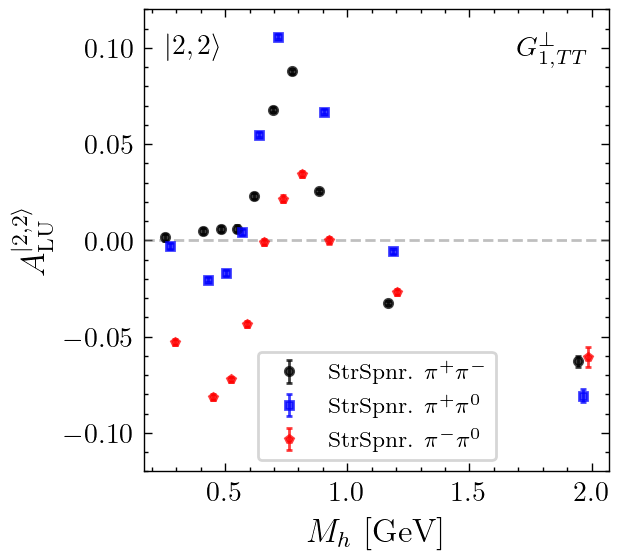 |2,2⟩
G⊥1,TT
0.10
0.05
0.00
−0.05
−0.10
A|2,2⟩LU
StrSpnr. π+π−
StrSpnr. π+π0
StrSpnr. π−π0
0.5 1.0 1.5 2.0
Mh [GeV]